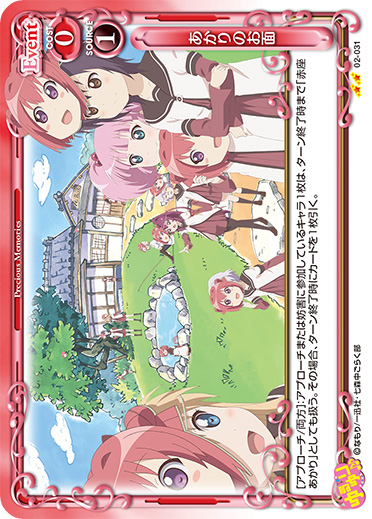 Event
COST
0
SOURCE
1
あかりのお面
Precious Memories
[アプローチ/両方]:アプローチまたは妨害に参加しているキャラ1枚は、ターン終了時まで「赤座
あかり」としても扱う。その場合、ターン終了時にカードを1枚引く。
©なもり/一迅社・七森中ごらく部
02-031